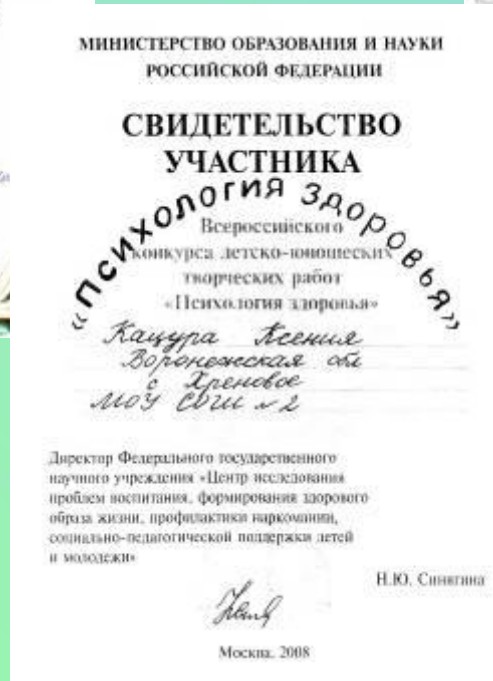 МИНИСТЕРСТВО ОБРАЗОВАНИЯ И НАУКИ
РОССИЙСКОЙ ФЕДЕРАЦИИ
СВИДЕТЕЛЬСТВО
УЧАСТНИКА
«Психология здоровья»
Всероссийского
конкурса детско-юношеских
творческих работ
«Психология здоровья»
Кацура Ксения
Воронежская обл
с Хреновое
МОУ СОШ №2
Директор Федерального государственного
научного учреждения «Центр исследования
проблем воспитания, формирования здорового
образа жизни, профилактики наркомании,
социально-педагогической поддержки детей
и молодежи»
Н.Ю. Синягина
Москва, 2008